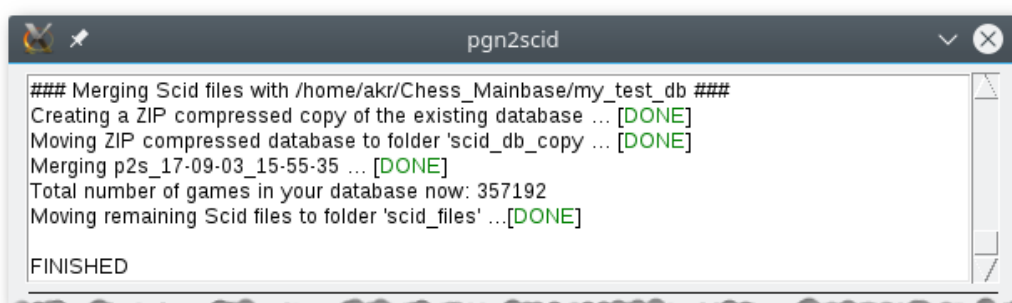 pgn2scid
### Merging Scid files with /home/akr/Chess_Mainbase/my_test_db ###
Creating a ZIP compressed copy of the existing database ... [DONE]
Moving ZIP compressed database to folder 'scid_db_copy ... [DONE]
Merging p2s_17-09-03_15-55-35 ... [DONE]
Total number of games in your database now: 357192
Moving remaining Scid files to folder 'scid_files' ...[DONE]
FINISHED